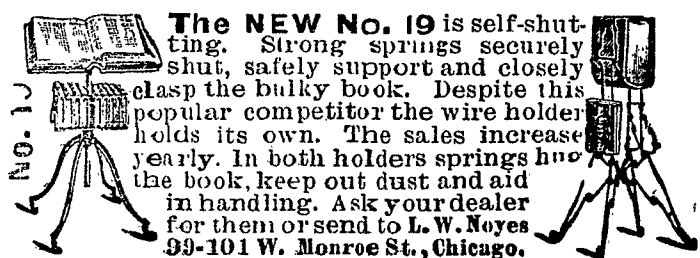 The NEW No. 19 is self-shut-
ting. Strong springs securely
shut, safely support and closely
clasp the bulky book. Despite this
popular competitor the wire holder
holds its own. The sales increase
yearly. In both holders springs hug
the book, keep out dust and aid
in handling. Ask your dealer
for them or send to L. W. Noyes
99-101 W. Monroe St., Chicago.
No. 10